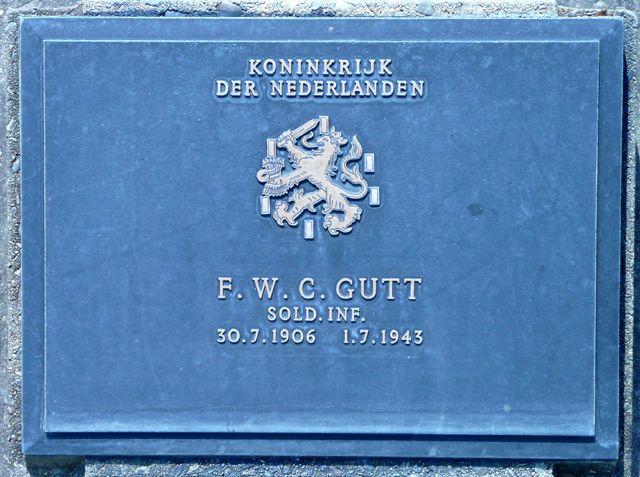 KONINKRIJK
DER NEDERLANDEN
F. W. C. GUTT
SOLD. INF.
30.7.1906 1.7.1943